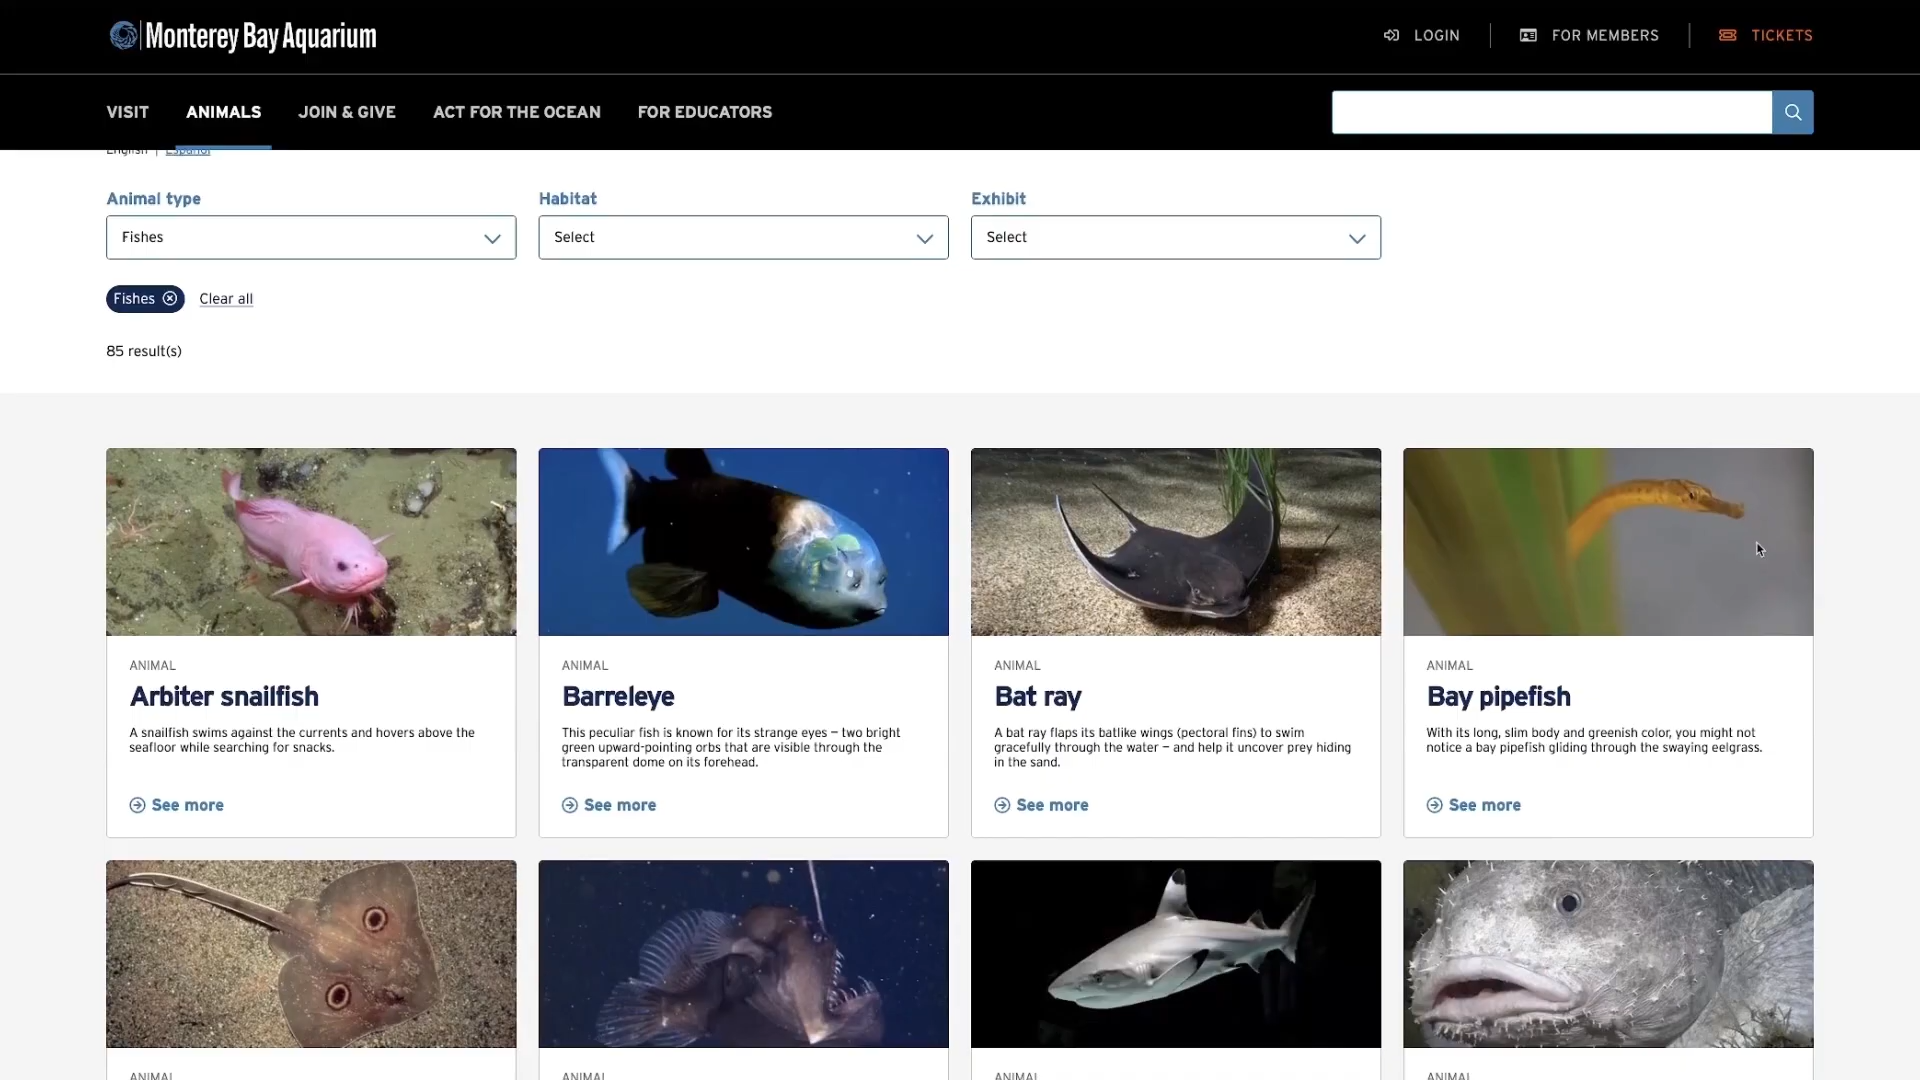 Monterey Bay Aquarium
LOGIN
FOR MEMBERS
TICKETS
VISIT
ANIMALS
JOIN & GIVE
ACT FOR THE OCEAN
FOR EDUCATORS
English | Español
Animal type
Habitat
Exhibit
Fishes
Select
Select
Fishes
Clear all
85 result(s)
ANIMAL
Arbiter snailfish
A snailfish swims against the currents and hovers above the
seafloor while searching for snacks.
See more
ANIMAL
Barreleye
This peculiar fish is known for its strange eyes – two bright
green upward-pointing orbs that are visible through the
transparent dome on its forehead.
See more
ANIMAL
Bat ray
A bat ray flaps its batlike wings (pectoral fins) to swim
gracefully through the water – and help it uncover prey hiding
in the sand.
See more
ANIMAL
Bay pipefish
With its long, slim body and greenish color, you might not
notice a bay pipefish gliding through the swaying eelgrass.
See more
ANIMAL
ANIMAL
ANIMAL
ANIMAL